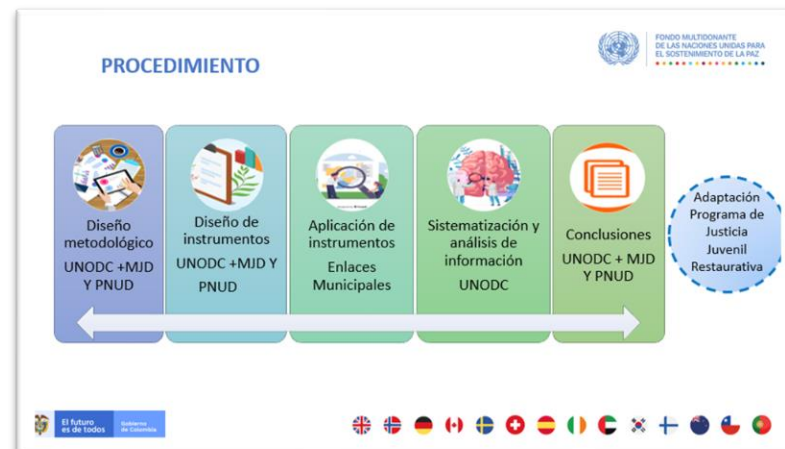 PROCEDIMIENTO
FONDO MULTIDONANTE
DE LAS NACIONES UNIDAS PARA
EL SOSTENIMIENTO DE LA PAZ
Diseño
metodológico
UNODC +MJD
Y PNUD
Diseño de
instrumentos
UNODC +MJD Y
PNUD
Aplicación de
instrumentos
Enlaces
Municipales
Sistematización y
análisis de
información
UNODC
Conclusiones
UNODC + MJD
Y PNUD
Adaptación
Programa de
Justicia
Juvenil
Restaurativa
El futuro
es de todos
Gobierno
de Colombia